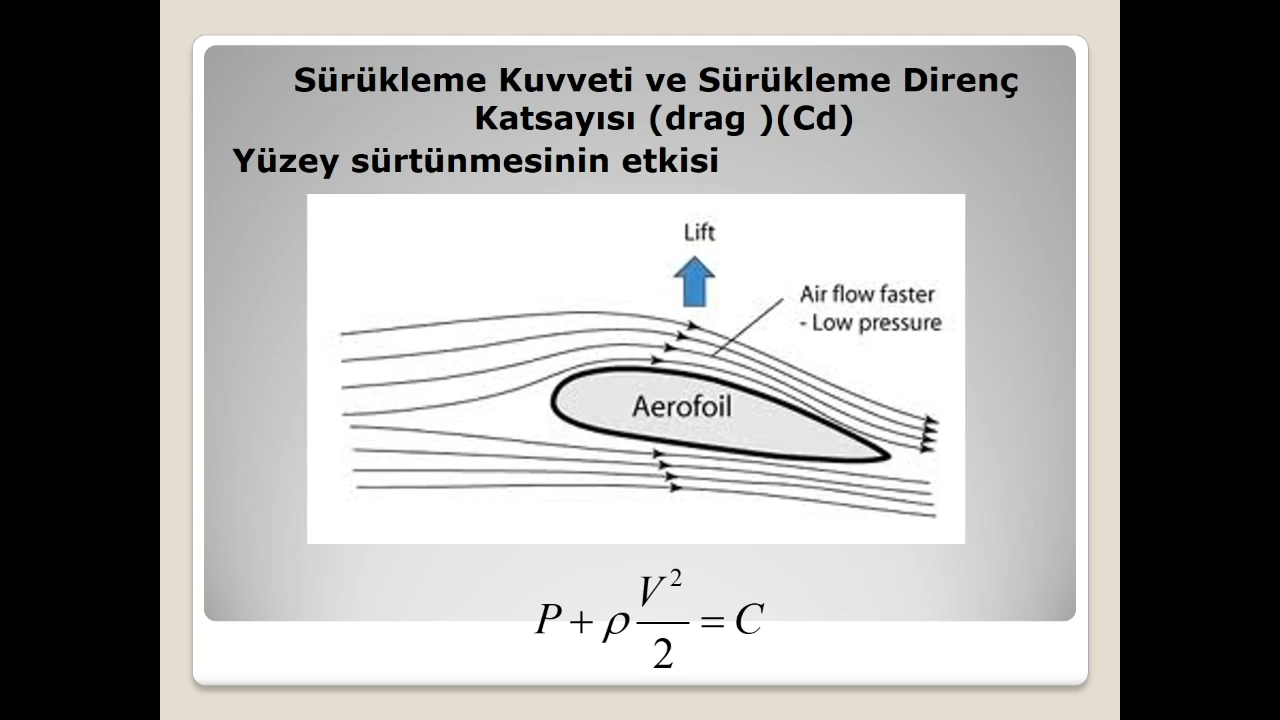 Sürükleme Kuvveti ve Sürükleme Direnç
Katsayısı (drag )(Cd)
Yüzey sürtünmesinin etkisi
Lift
Air flow faster
- Low pressure
Aerofoil
P + ρ V²/2 = C